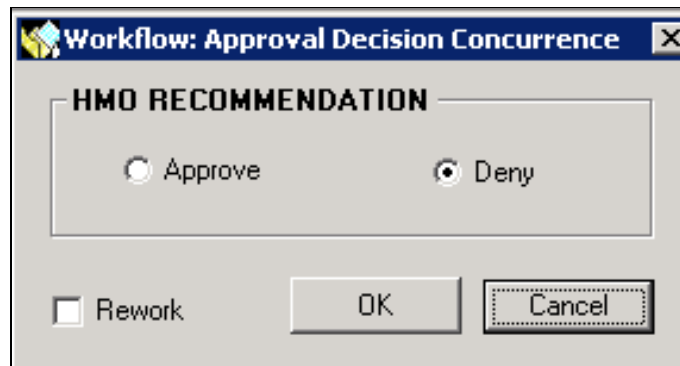 Workflow: Approval Decision Concurrence
HMO RECOMMENDATION
Approve
Deny
Rework
OK
Cancel